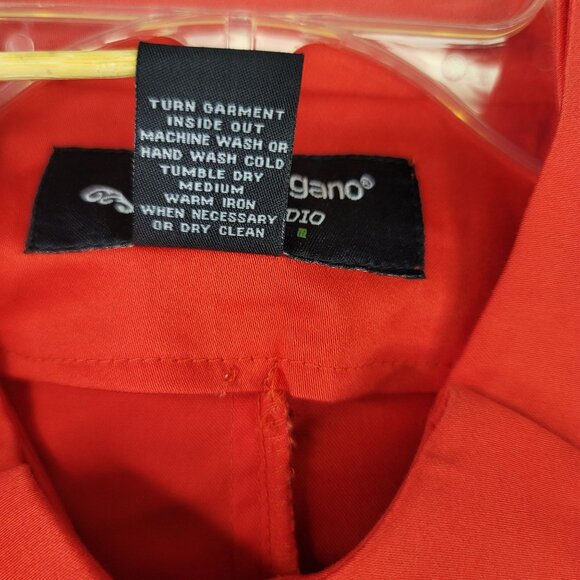 TURN GARMENT
INSIDE OUT
MACHINE WASH OR
HAND WASH COLD
TUMBLE DRY
MEDIUM
WARM IRON
WHEN NECESSARY
OR DRY CLEAN
gano®
DIO